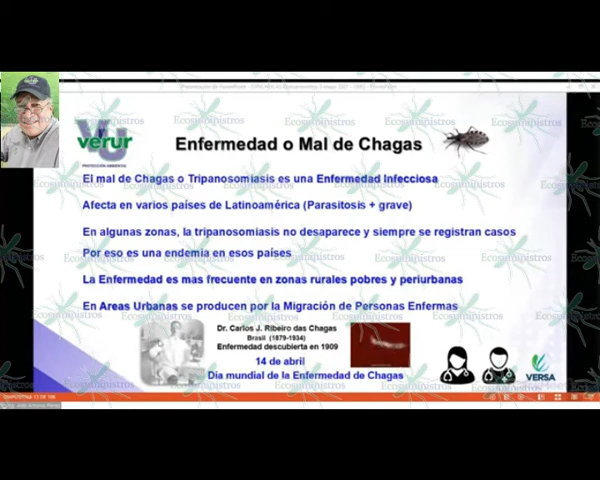 verur
PROTECCIÓN AMBIENTAL
Enfermedad o Mal de Chagas
El mal de Chagas o Tripanosomiasis es una Enfermedad Infecciosa
Afecta en varios países de Latinoamérica (Parasitosis + grave)
En algunas zonas, la tripanosomiasis no desaparece y siempre se registran casos
Por eso es una endemia en esos países
La Enfermedad es mas frecuente en zonas rurales pobres y periurbanas
En Areas Urbanas se producen por la Migración de Personas Enfermas
Dr. Carlos J. Ribeiro das Chagas
Brasil (1879-1934)
Enfermedad descubierta en 1909
14 de abril
Día mundial de la Enfermedad de Chagas
VERSA
Ecosuministros